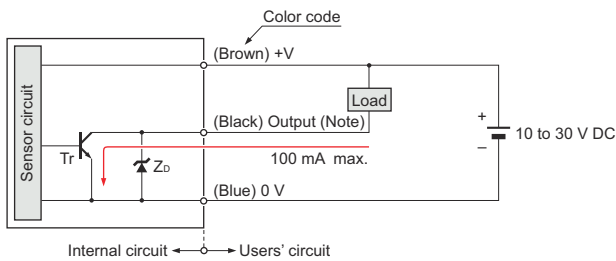 Color code
(Brown) +V
Sensor circuit
Load
(Black) Output (Note)
+
10 to 30 V DC
–
Tr
ZD
100 mA max.
(Blue) 0 V
Internal circuit
Users' circuit